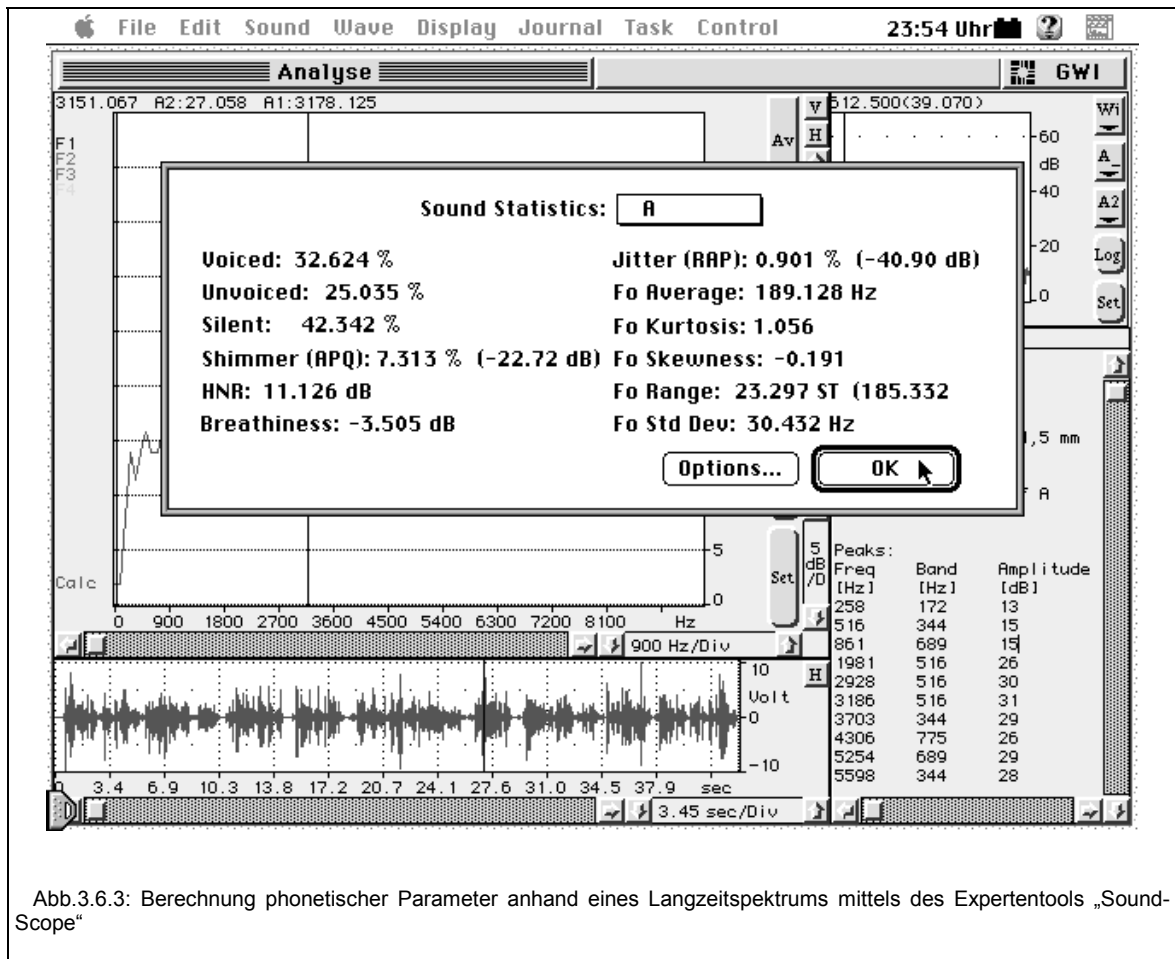 File Edit Sound Wave Display Journal Task Control 23:54 Uhr
Analyse GWI
3151.067 A2:27.058 A1:3178.125
F1
F2
F3
F4
Av
V
H
512.500(39.070)
60
dB
40
20
0
Wi
A_
A2
Log
Set
Sound Statistics: A
Voiced: 32.624 %
Unvoiced: 25.035 %
Silent: 42.342 %
Shimmer (APQ): 7.313 % (-22.72 dB)
HNR: 11.126 dB
Breathiness: -3.505 dB
Jitter (RAP): 0.901 % (-40.90 dB)
Fo Average: 189.128 Hz
Fo Kurtosis: 1.056
Fo Skewness: -0.191
Fo Range: 23.297 ST (185.332
Fo Std Dev: 30.432 Hz
Options... OK
,5 mm
A
5
0
Calc
Set
5
dB
/D
0 900 1800 2700 3600 4500 5400 6300 7200 8100 Hz
900 Hz/Div
Peaks:
Freq Band Amplitude
[Hz] [Hz] [dB]
258 172 13
516 344 15
861 689 15
1981 516 26
2928 516 30
3186 516 31
3703 344 29
4306 775 26
5254 689 29
5598 344 28
10
Volt
0
-10
H
0 3.4 6.9 10.3 13.8 17.2 20.7 24.1 27.6 31.0 34.5 37.9 sec
3.45 sec/Div
Abb.3.6.3: Berechnung phonetischer Parameter anhand eines Langzeitspektrums mittels des Expertentools „Sound-
Scope“